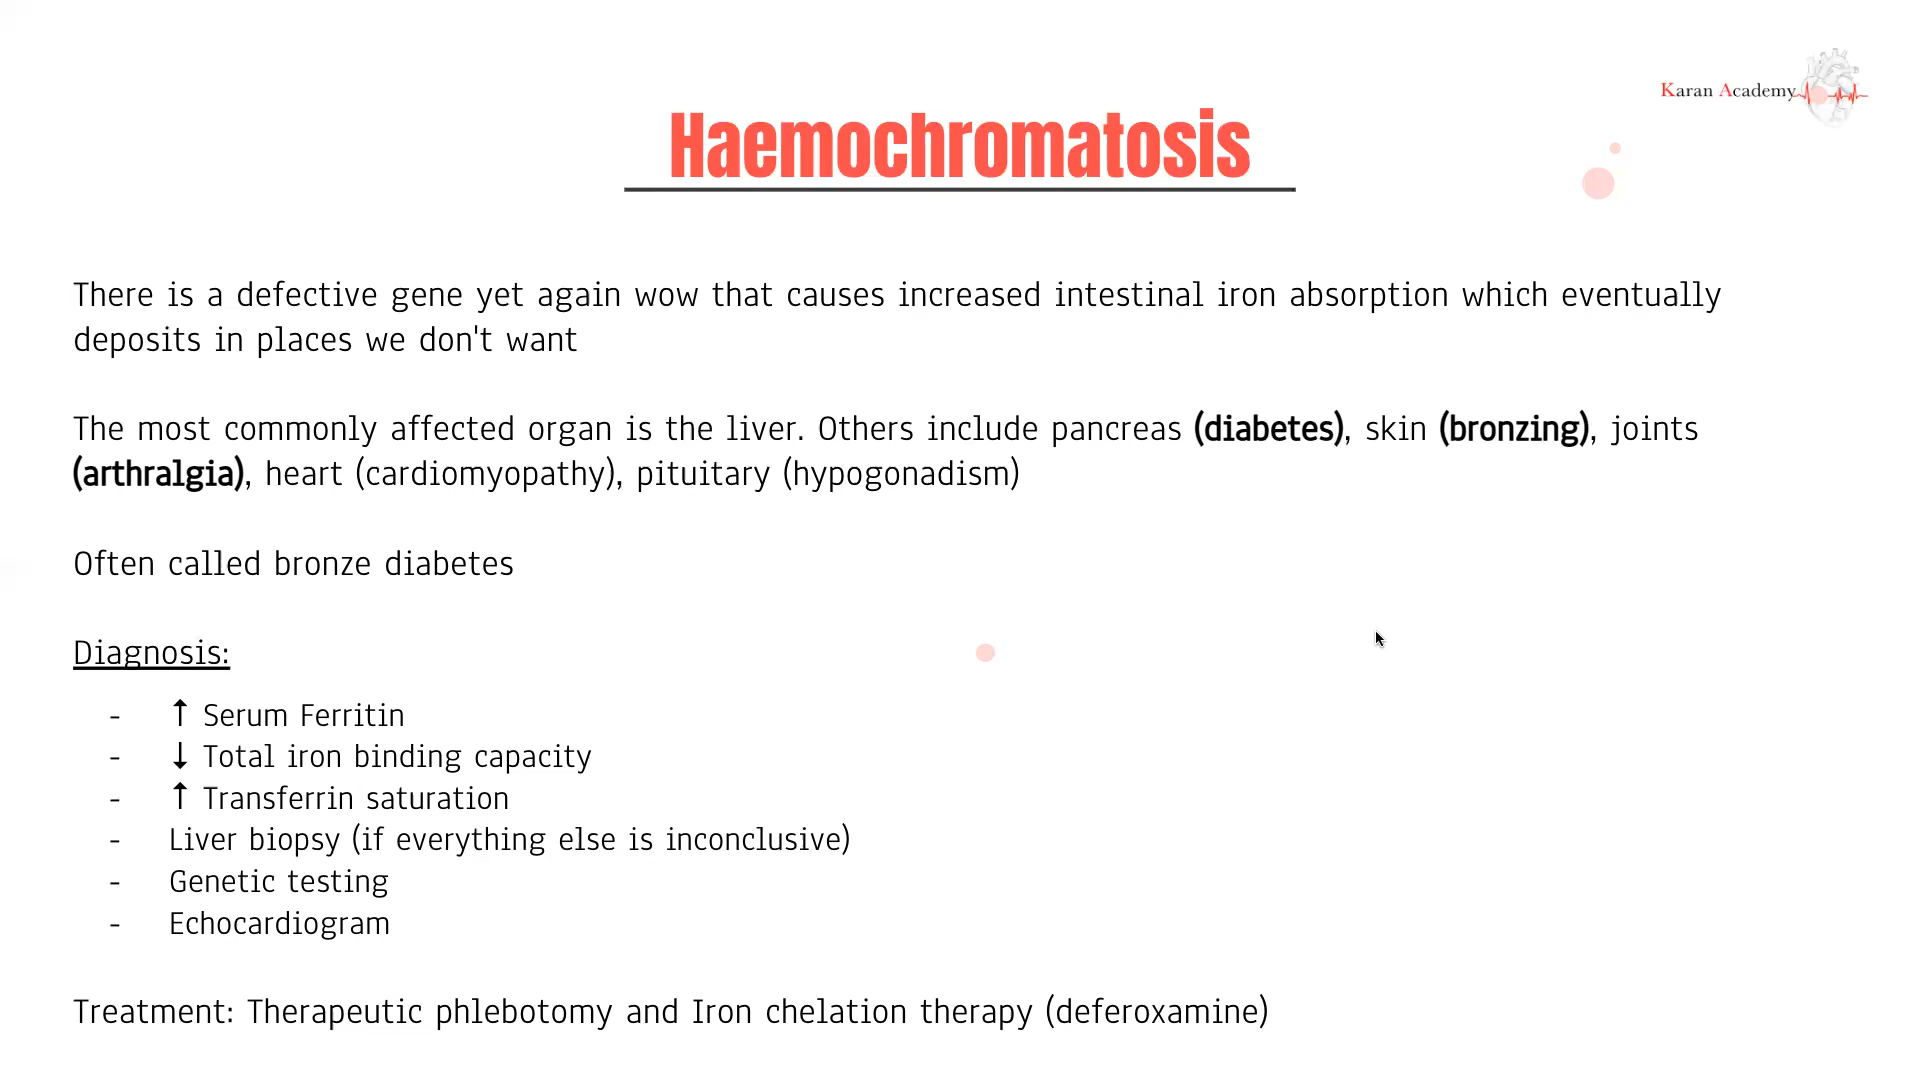 Karan Academy
Haemochromatosis
There is a defective gene yet again wow that causes increased intestinal iron absorption which eventually
deposits in places we don't want
The most commonly affected organ is the liver. Others include pancreas (diabetes), skin (bronzing), joints
(arthralgia), heart (cardiomyopathy), pituitary (hypogonadism)
Often called bronze diabetes
Diagnosis:
- ↑ Serum Ferritin
- ↓ Total iron binding capacity
- ↑ Transferrin saturation
- Liver biopsy (if everything else is inconclusive)
- Genetic testing
- Echocardiogram
Treatment: Therapeutic phlebotomy and Iron chelation therapy (deferoxamine)